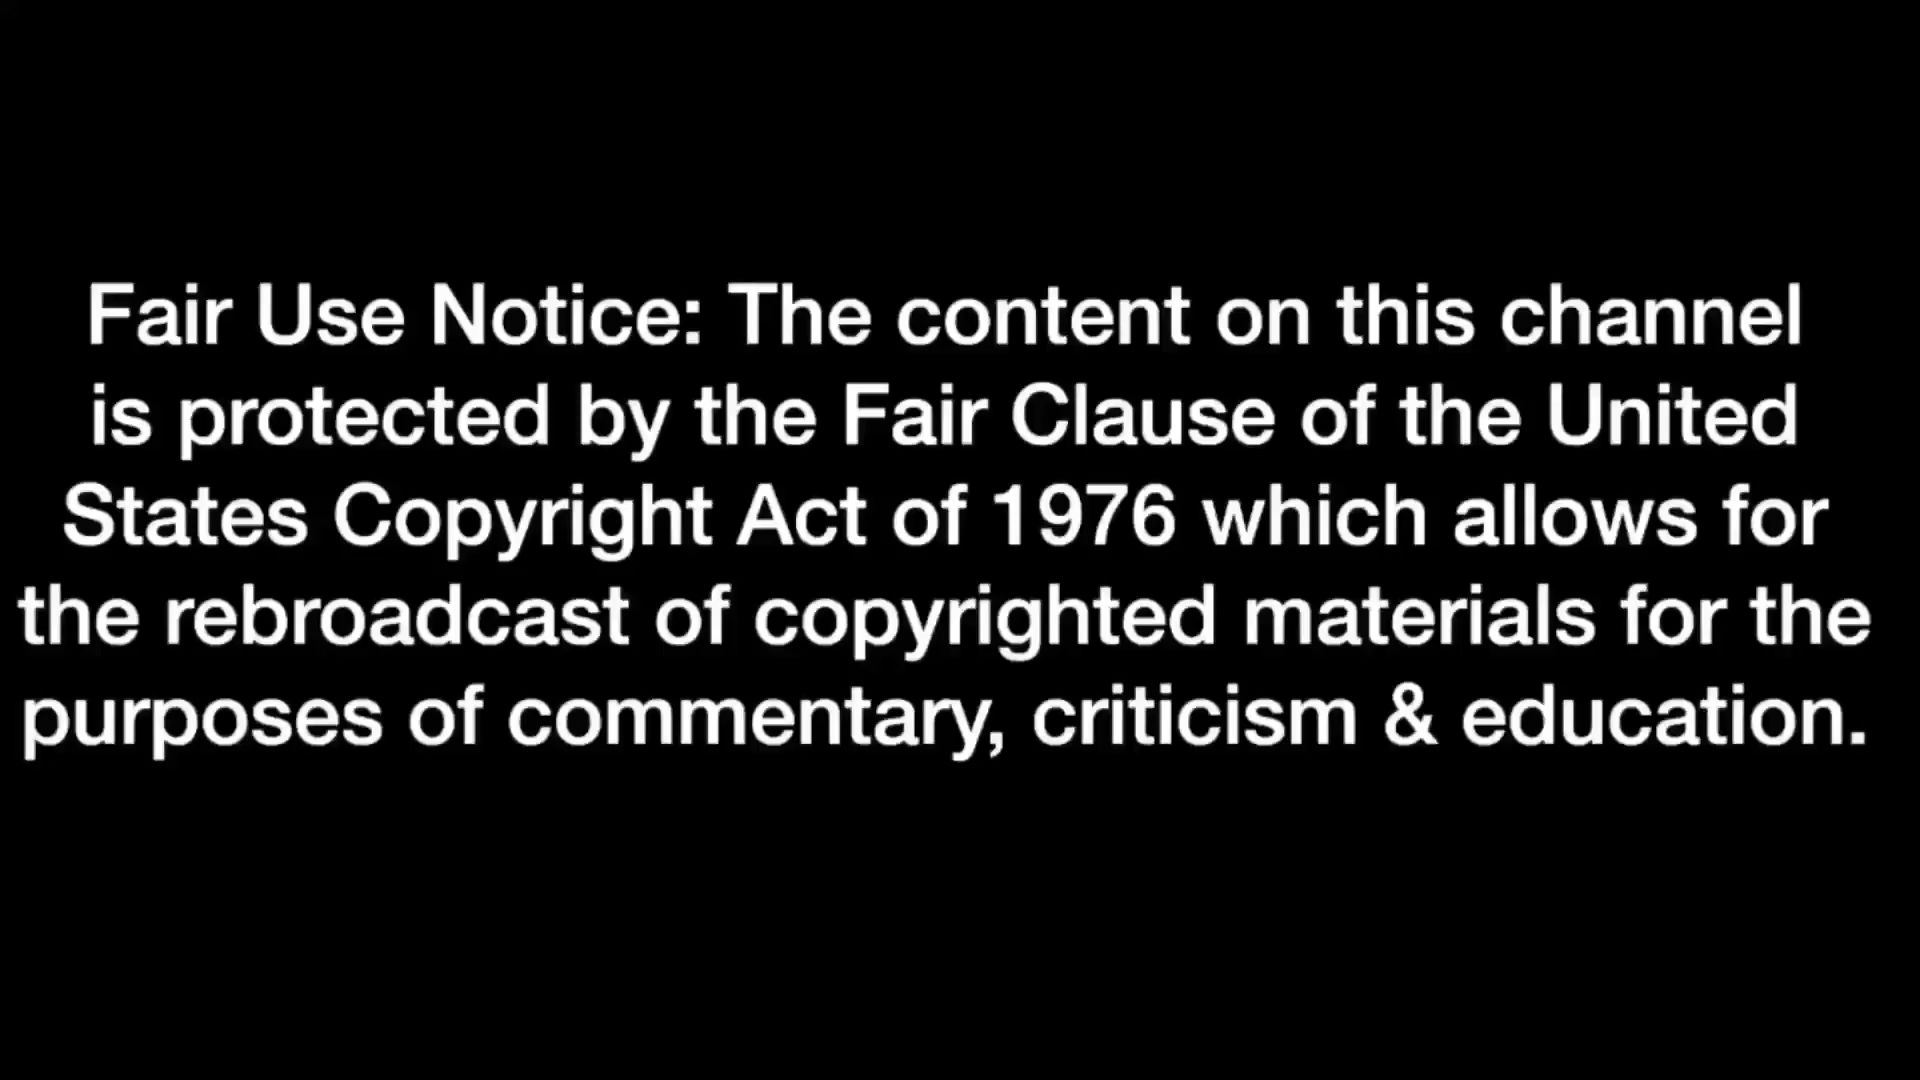 Fair Use Notice: The content on this channel
is protected by the Fair Clause of the United
States Copyright Act of 1976 which allows for
the rebroadcast of copyrighted materials for the
purposes of commentary, criticism & education.